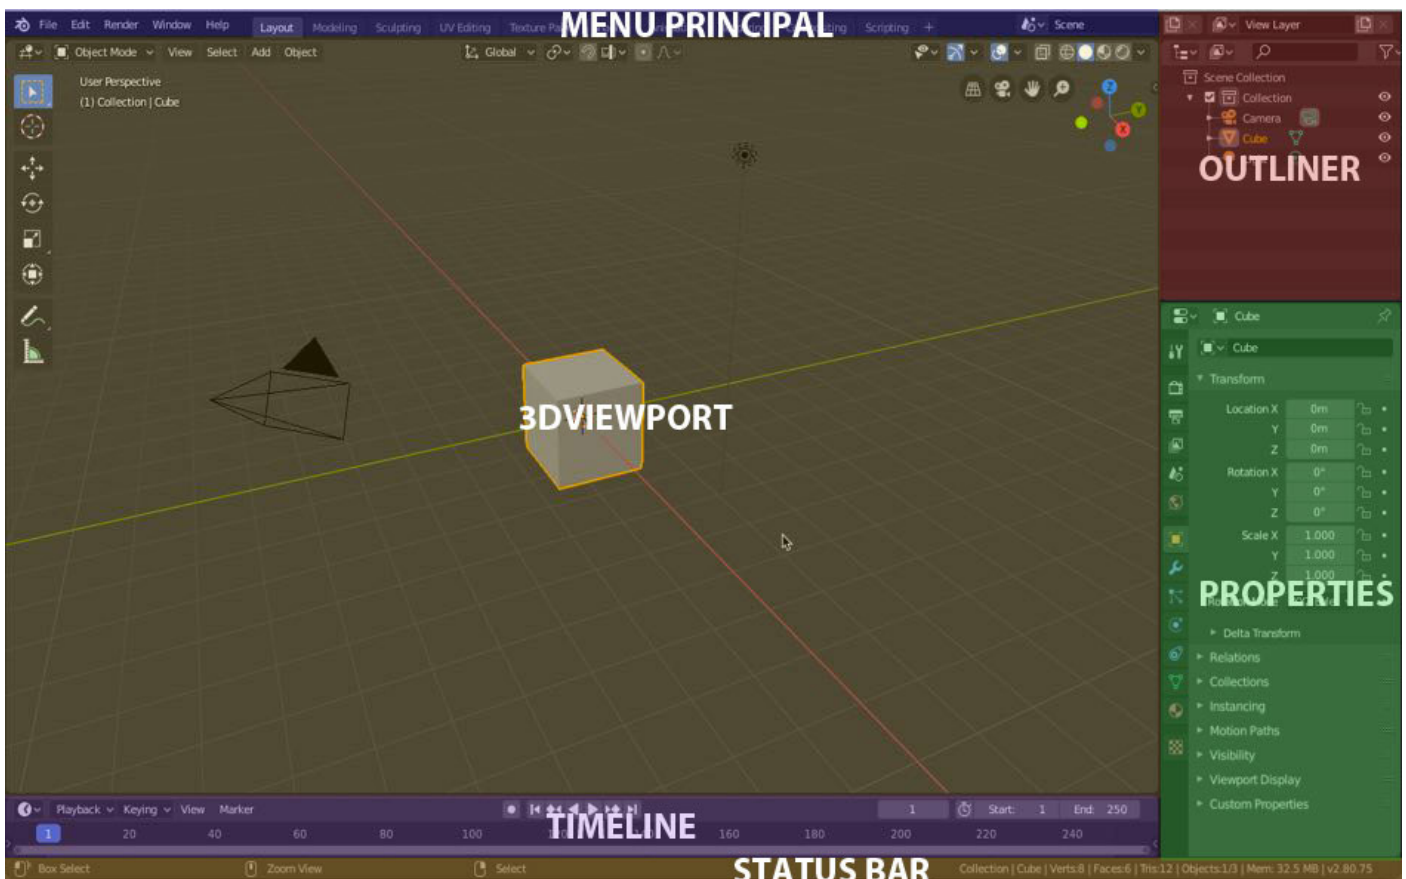 File Edit Render Window Help Layout Modeling Sculpting UV Editing Texture Pa MENU PRINCIPAL ting Scripting + Scene View Layer
Object Mode View Select Add Object Global
User Perspective
(1) Collection | Cube
Scene Collection
Collection
Camera
Cube
OUTLINER
Z
Y
X
3DVIEWPORT
Cube
Cube
Transform
Location X 0m
Y 0m
Z 0m
Rotation X 0°
Y 0°
Z 0°
Scale X 1.000
Y 1.000
Z 1.000
PROPERTIES
Delta Transform
Relations
Collections
Instancing
Motion Paths
Visibility
Viewport Display
Custom Properties
Playback Keying View Marker 1 Start: 1 End: 250
TIMELINE
1 20 40 60 80 100 160 180 200 220 240
Box Select Zoom View Select STATUS BAR Collection | Cube | Verts:8 | Faces:6 | Tris:12 | Objects:1/3 | Mem: 32.5 MB | v2.80.75